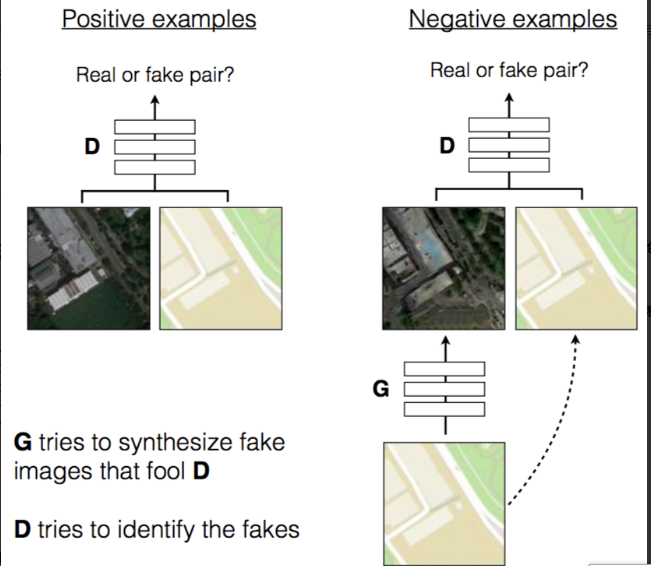 Positive examples
Negative examples
Real or fake pair?
Real or fake pair?
D
D
G
G tries to synthesize fake
images that fool D
D tries to identify the fakes